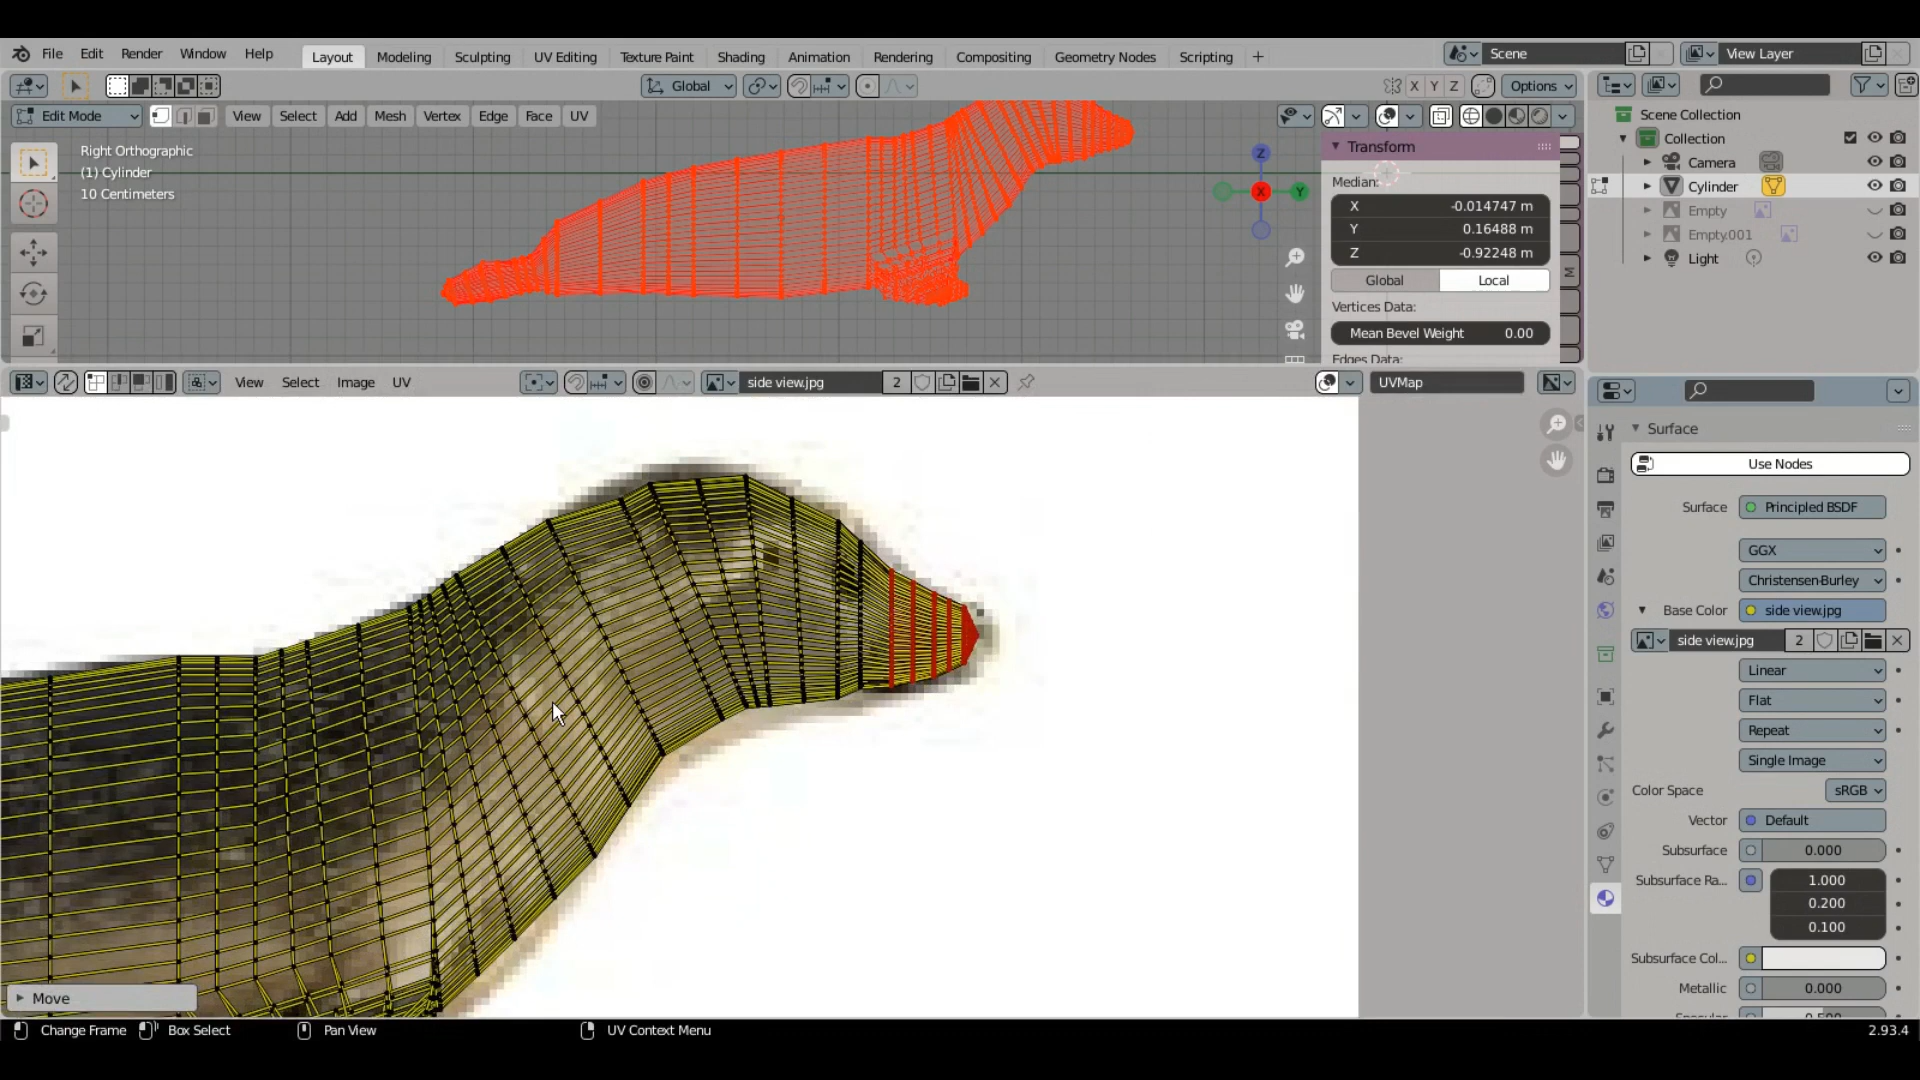 File Edit Render Window Help Layout Modeling Sculpting UV Editing Texture Paint Shading Animation Rendering Compositing Geometry Nodes Scripting + Scene View Layer
Global X Y Z Options
Edit Mode View Select Add Mesh Vertex Edge Face UV
Scene Collection
Collection
Camera
Cylinder
Empty
Empty.001
Light
Right Orthographic
(1) Cylinder
10 Centimeters
Z
X
Y
Transform
Median:
X -0.014747 m
Y 0.16488 m
Z -0.92248 m
Global Local
Vertices Data:
Mean Bevel Weight 0.00
Edges Data:
View Select Image UV side view.jpg 2 UVMap
Surface
Use Nodes
Surface Principled BSDF
GGX
Christensen-Burley
Base Color side view.jpg
side view.jpg 2
Linear
Flat
Repeat
Single Image
Color Space sRGB
Vector Default
Subsurface 0.000
Subsurface Ra... 1.000
0.200
0.100
Subsurface Col...
Metallic 0.000
Move
Change Frame Box Select Pan View UV Context Menu 2.93.4